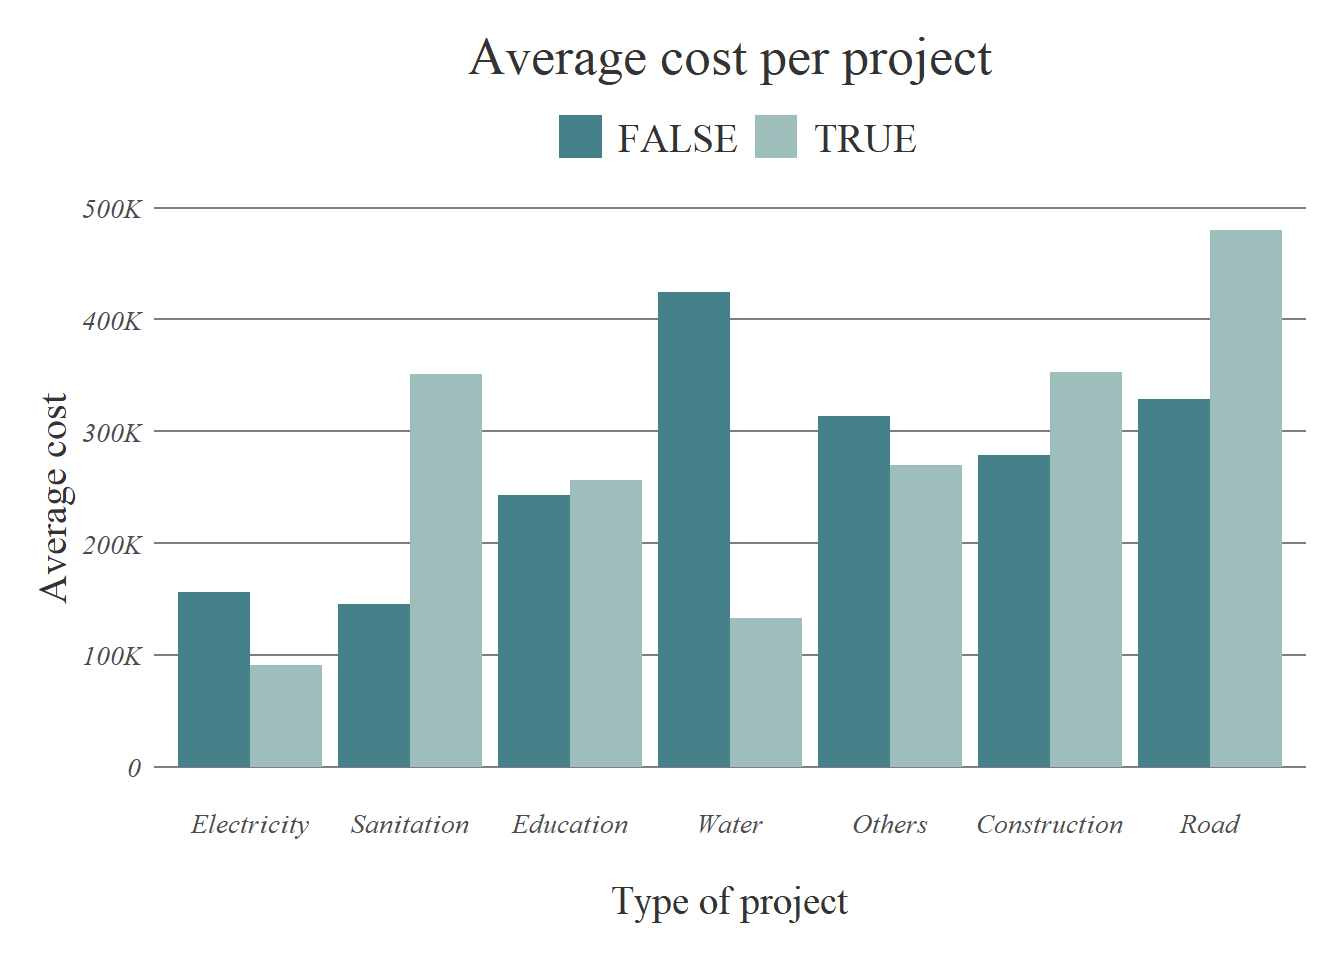 Average cost per project
FALSE TRUE
500K
400K
300K
200K
100K
0
Average cost
Electricity Sanitation Education Water Others Construction Road
Type of project